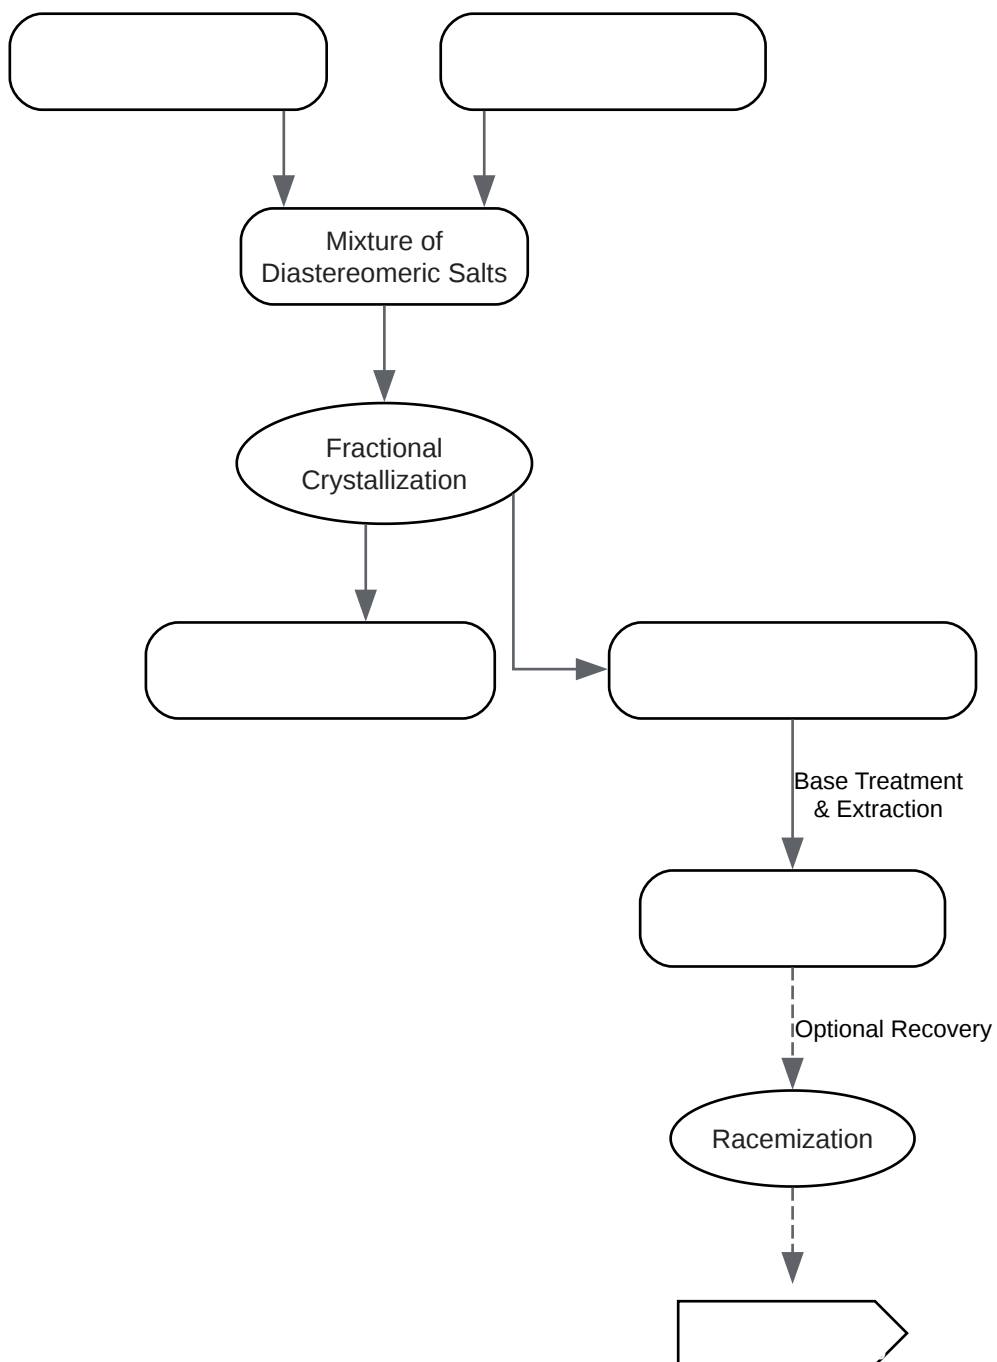 Mixture of
Diastereomeric Salts
Fractional
Crystallization
Base Treatment
& Extraction
Optional Recovery
Racemization